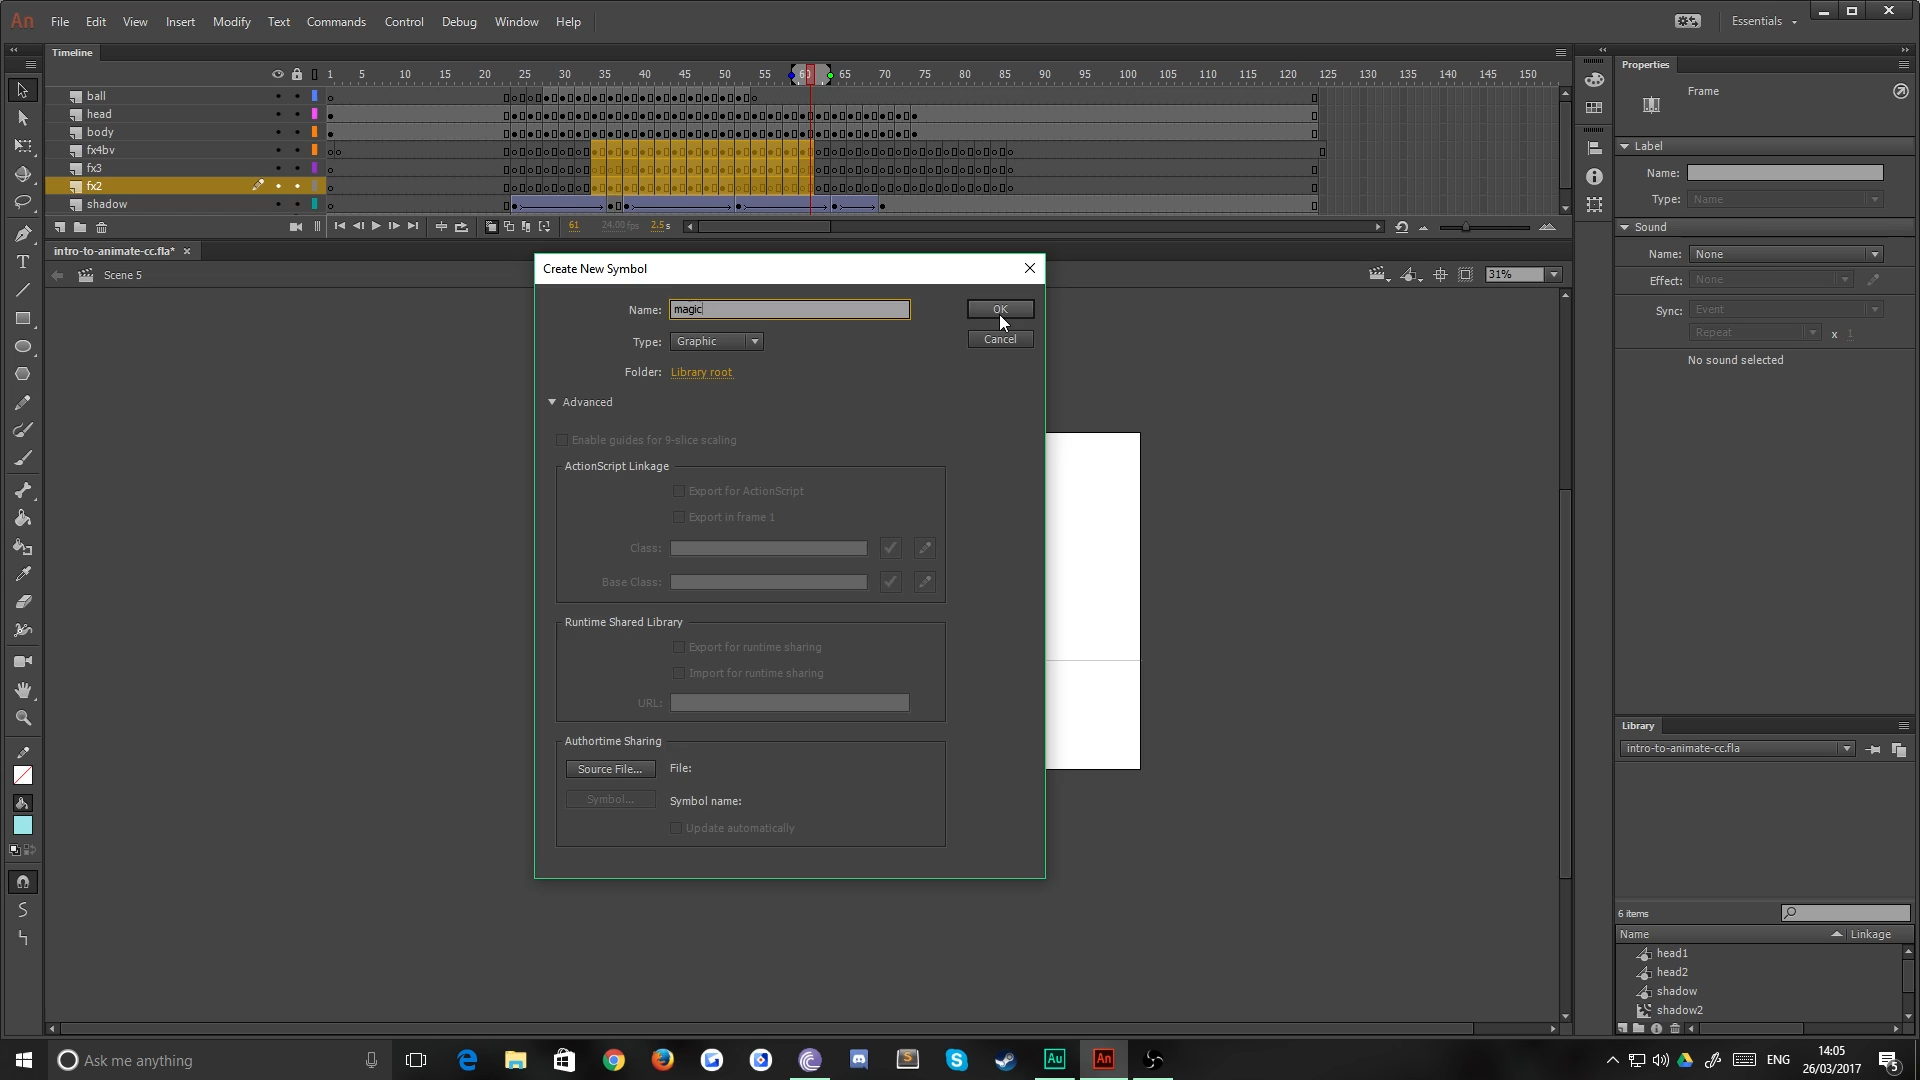 An File Edit View Insert Modify Text Commands Control Debug Window Help Essentials
Timeline
1 5 10 15 20 25 30 35 40 45 50 55 60 65 70 75 80 85 90 95 100 105 110 115 120 125 130 135 140 145 150
ball
head
body
fx4bv
fx3
fx2
shadow
61 24.00 fps 2.5 s
intro-to-animate-cc.fla*
Scene 5
31%
Create New Symbol
Name: magic
OK
Type: Graphic
Cancel
Folder: Library root
Advanced
Enable guides for 9-slice scaling
ActionScript Linkage
Export for ActionScript
Export in frame 1
Class:
Base Class:
Runtime Shared Library
Export for runtime sharing
Import for runtime sharing
URL:
Authortime Sharing
Source File... File:
Symbol... Symbol name:
Update automatically
Properties
Frame
Label
Name:
Type: Name
Sound
Name: None
Effect: None
Sync: Event
Repeat x 1
No sound selected
Library
intro-to-animate-cc.fla
6 items
Name Linkage
head1
head2
shadow
shadow2
Ask me anything
Au An
ENG
14:05
26/03/2017
5